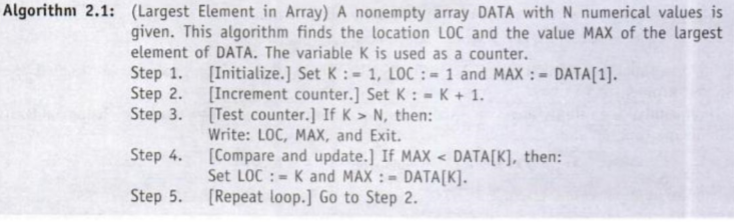 Algorithm 2.1: (Largest Element in Array) A nonempty array DATA with N numerical values is
given. This algorithm finds the location LOC and the value MAX of the largest
element of DATA. The variable K is used as a counter.
Step 1. [Initialize.] Set K : = 1, LOC : = 1 and MAX : = DATA[1].
Step 2. [Increment counter.] Set K : = K + 1.
Step 3. [Test counter.] If K > N, then:
Write: LOC, MAX, and Exit.
Step 4. [Compare and update.] If MAX < DATA[K], then:
Set LOC : = K and MAX : = DATA[K].
Step 5. [Repeat loop.] Go to Step 2.